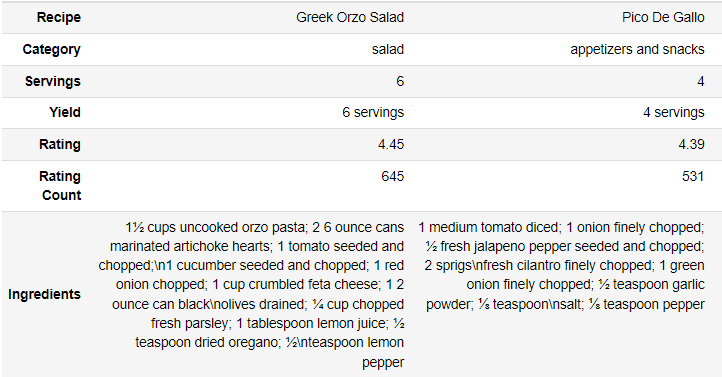 Recipe Greek Orzo Salad Pico De Gallo
Category salad appetizers and snacks
Servings 6 4
Yield 6 servings 4 servings
Rating 4.45 4.39
Rating Count 645 531
Ingredients
1½ cups uncooked orzo pasta; 2 6 ounce cans
marinated artichoke hearts; 1 tomato seeded and
chopped;\n1 cucumber seeded and chopped; 1 red
onion chopped; 1 cup crumbled feta cheese; 1 2
ounce can black\nolives drained; ¼ cup chopped
fresh parsley; 1 tablespoon lemon juice; ½
teaspoon dried oregano; ½\nteaspoon lemon
pepper
1 medium tomato diced; 1 onion finely chopped;
½ fresh jalapeno pepper seeded and chopped;
2 sprigs\nfresh cilantro finely chopped; 1 green
onion finely chopped; ½ teaspoon garlic
powder; ⅛ teaspoon\nsalt; ⅛ teaspoon pepper